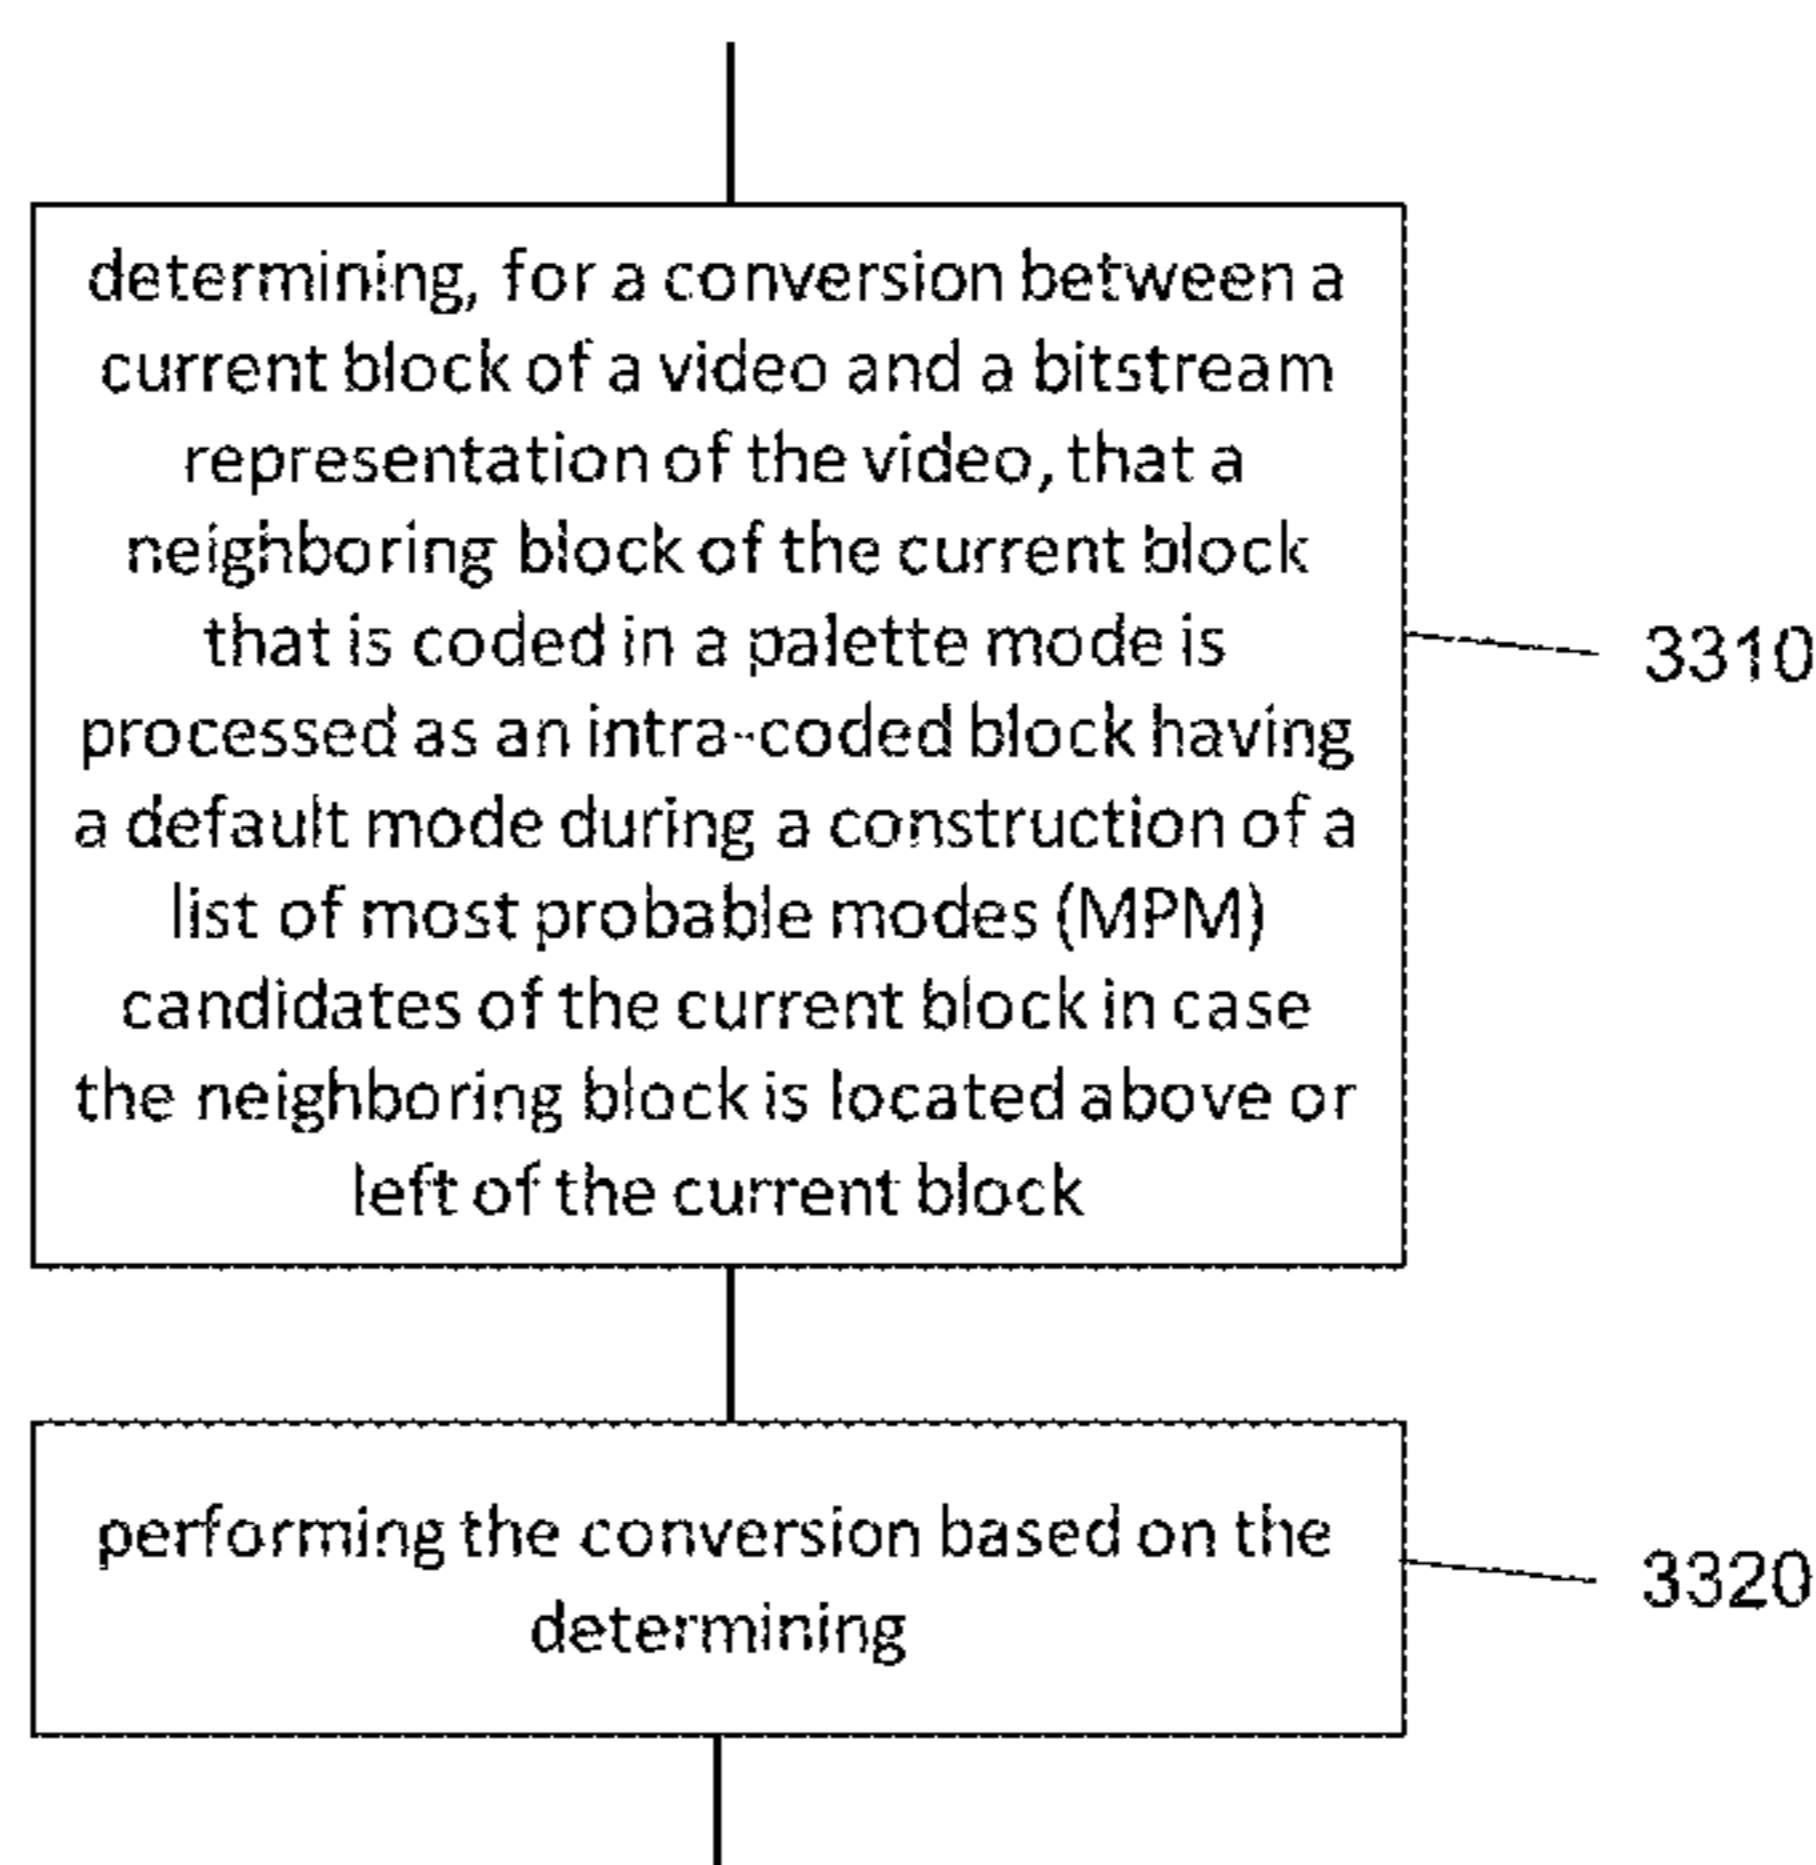 determining, for a conversion between a
current block of a video and a bitstream
representation of the video, that a
neighboring block of the current block
that is coded in a palette mode is
processed as an intra-coded block having
a default mode during a construction of a
list of most probable modes (MPM)
candidates of the current block in case
the neighboring block is located above or
left of the current block
3310
performing the conversion based on the
determining
3320